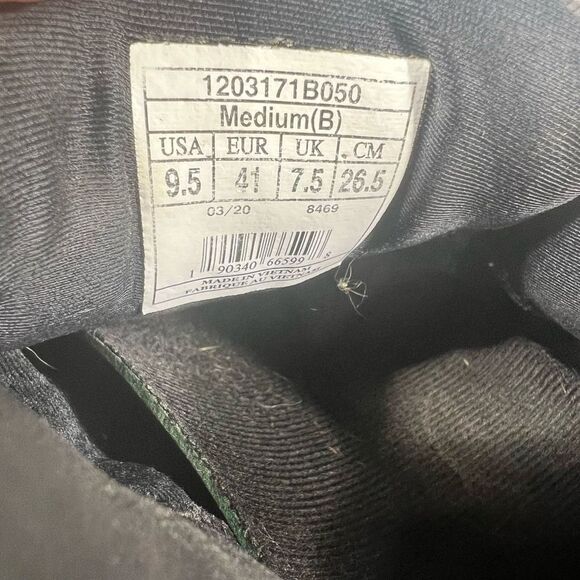 1203171B050
Medium(B)
USA EUR UK CM
9.5 41 7.5 26.5
03/20 8469
1 90340 66599 8
MADE IN VIETNAM
FABRIQUE AU VIETNAM